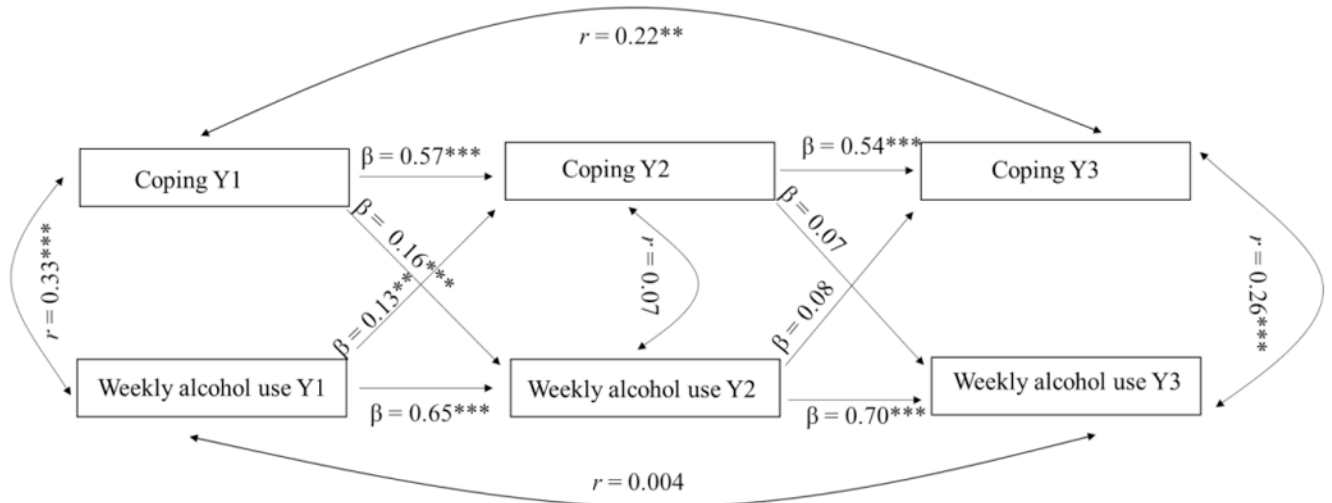 r = 0.22**
β = 0.57***
β = 0.54***
Coping Y1
Coping Y2
Coping Y3
β = 0.16***
β = 0.13**
β = 0.07
β = 0.08
r = 0.33***
r = 0.07
r = 0.26***
Weekly alcohol use Y1
Weekly alcohol use Y2
Weekly alcohol use Y3
β = 0.65***
β = 0.70***
r = 0.004